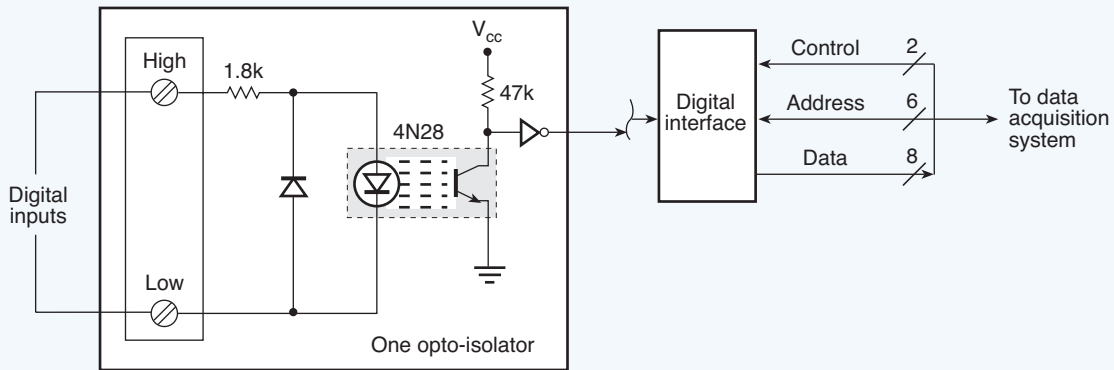 Digital
inputs
High
Low
1.8k
4N28
V_cc
47k
One opto-isolator
Digital
interface
Control
2
Address
6
Data
8
To data
acquisition
system